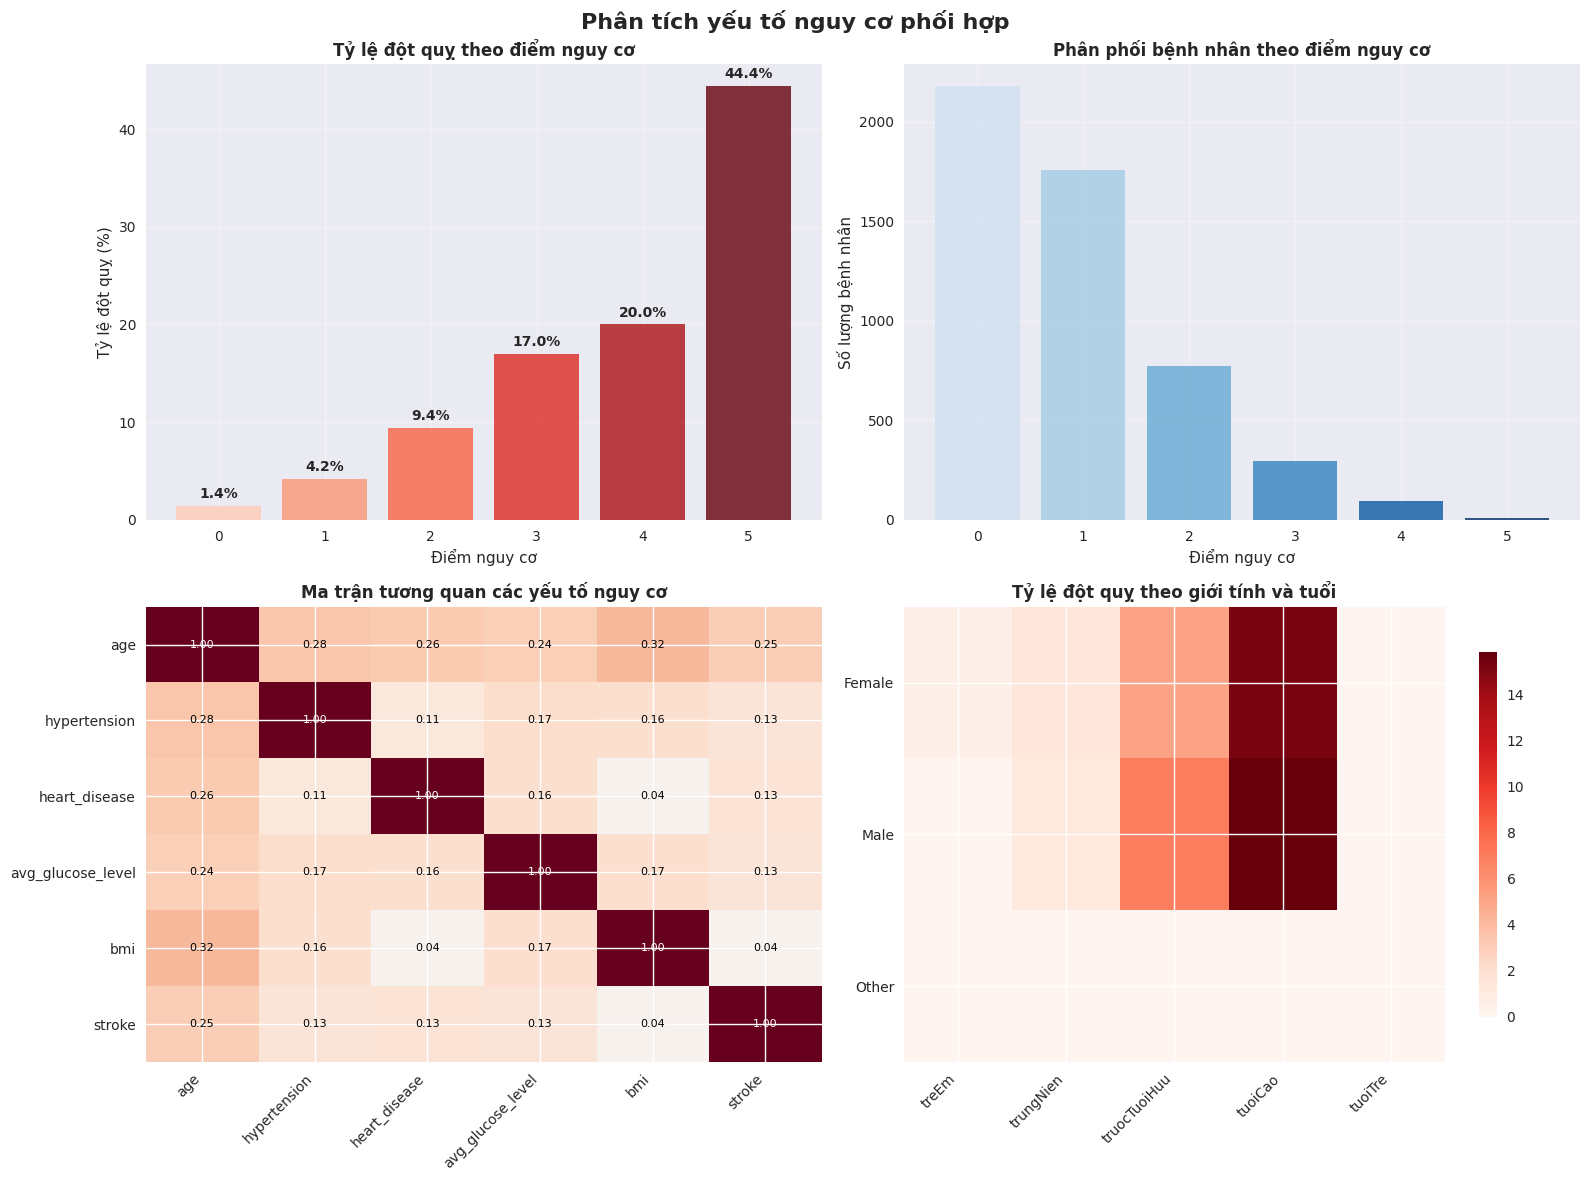 Phân tích yếu tố nguy cơ phối hợp
Tỷ lệ đột quỵ theo điểm nguy cơ
Tỷ lệ đột quỵ (%)
40
30
20
10
0
1.4%
4.2%
9.4%
17.0%
20.0%
44.4%
0 1 2 3 4 5
Điểm nguy cơ
Phân phối bệnh nhân theo điểm nguy cơ
Số lượng bệnh nhân
2000
1500
1000
500
0
0 1 2 3 4 5
Điểm nguy cơ
Ma trận tương quan các yếu tố nguy cơ
age 1.00 0.28 0.26 0.24 0.32 0.25
hypertension 0.28 1.00 0.11 0.17 0.16 0.13
heart_disease 0.26 0.11 1.00 0.16 0.04 0.13
avg_glucose_level 0.24 0.17 0.16 1.00 0.17 0.13
bmi 0.32 0.16 0.04 0.17 1.00 0.04
stroke 0.25 0.13 0.13 0.13 0.04 1.00
age hypertension heart_disease avg_glucose_level bmi stroke
Tỷ lệ đột quỵ theo giới tính và tuổi
Female
Male
Other
treEm trungNien truocTuoiHuu tuoiCao tuoiTre
14
12
10
8
6
4
2
0